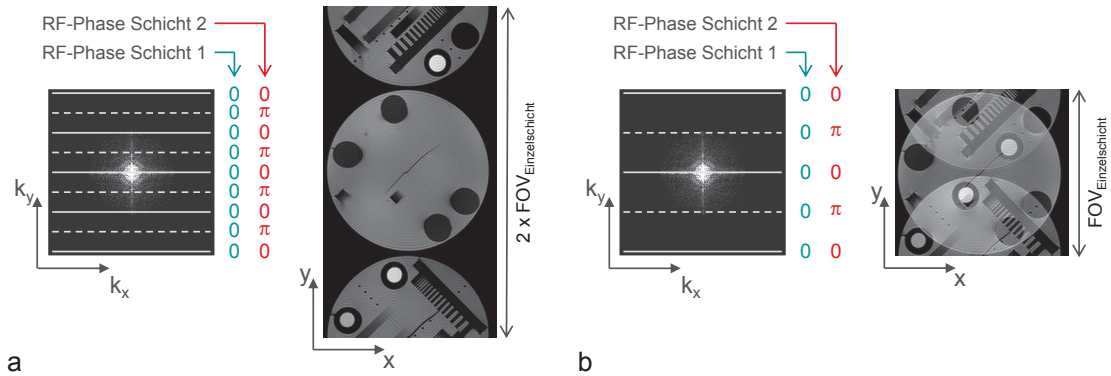 RF-Phase Schicht 2
RF-Phase Schicht 1
0 0
0 π
0 0
0 π
0 0
0 π
0 0
0 π
0 0
ky
kx
2 x FOVEinzelschicht
y
x
a
RF-Phase Schicht 2
RF-Phase Schicht 1
0 0
0 π
0 0
0 π
0 0
ky
kx
FOVEinzelschicht
y
x
b